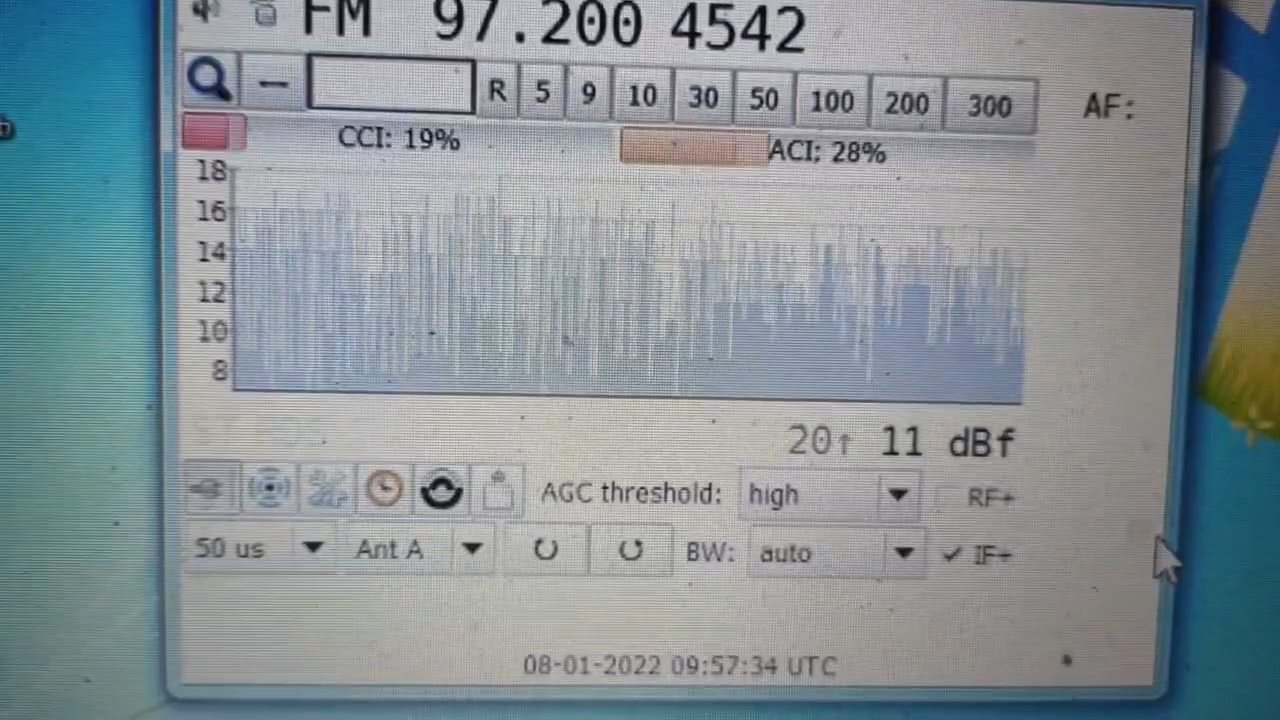 FM 97.200 4542
R 5 9 10 30 50 100 200 300 AF:
CCI: 19% ACI: 28%
18
16
14
12
10
8
20↑ 11 dBf
AGC threshold: high RF+
50 us Ant A BW: auto ✓ IF+
08-01-2022 09:57:34 UTC